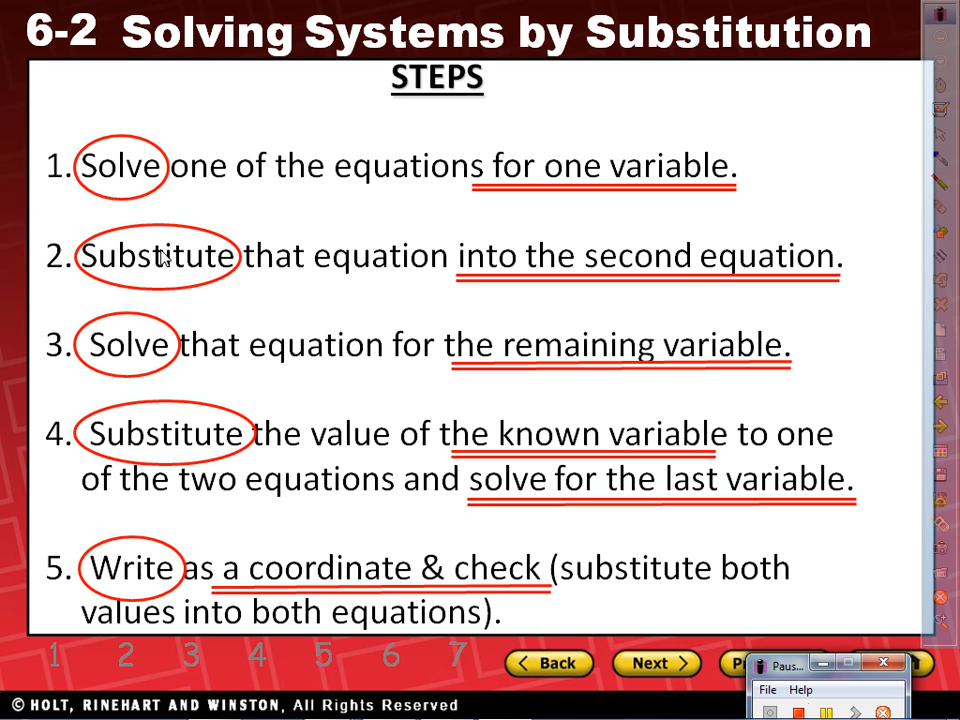 6-2 Solving Systems by Substitution
STEPS
1. Solve one of the equations for one variable.
2. Substitute that equation into the second equation.
3. Solve that equation for the remaining variable.
4. Substitute the value of the known variable to one
of the two equations and solve for the last variable.
5. Write as a coordinate & check (substitute both
values into both equations).
1 2 3 4 5 6 7
Back Next
Paus...
File Help
© HOLT, RINEHART AND WINSTON, All Rights Reserved